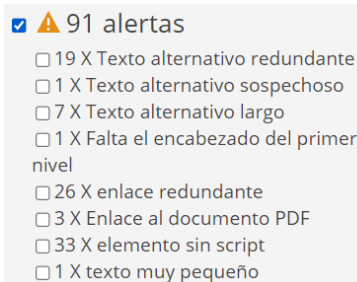 91 alertas
19 X Texto alternativo redundante
1 X Texto alternativo sospechoso
7 X Texto alternativo largo
1 X Falta el encabezado del primer
nivel
26 X enlace redundante
3 X Enlace al documento PDF
33 X elemento sin script
1 X texto muy pequeño